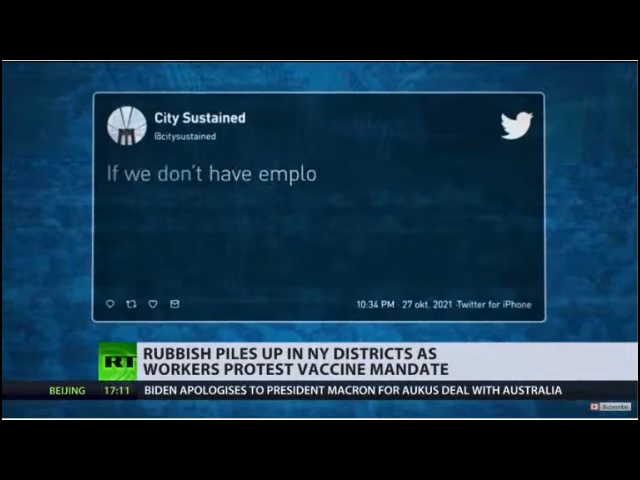 City Sustained
@citysustained
If we don't have emplo
10:34 PM · 27 okt. 2021 · Twitter for iPhone
RT
RUBBISH PILES UP IN NY DISTRICTS AS
WORKERS PROTEST VACCINE MANDATE
BEIJING 17:11 BIDEN APOLOGISES TO PRESIDENT MACRON FOR AUKUS DEAL WITH AUSTRALIA
Subscribe